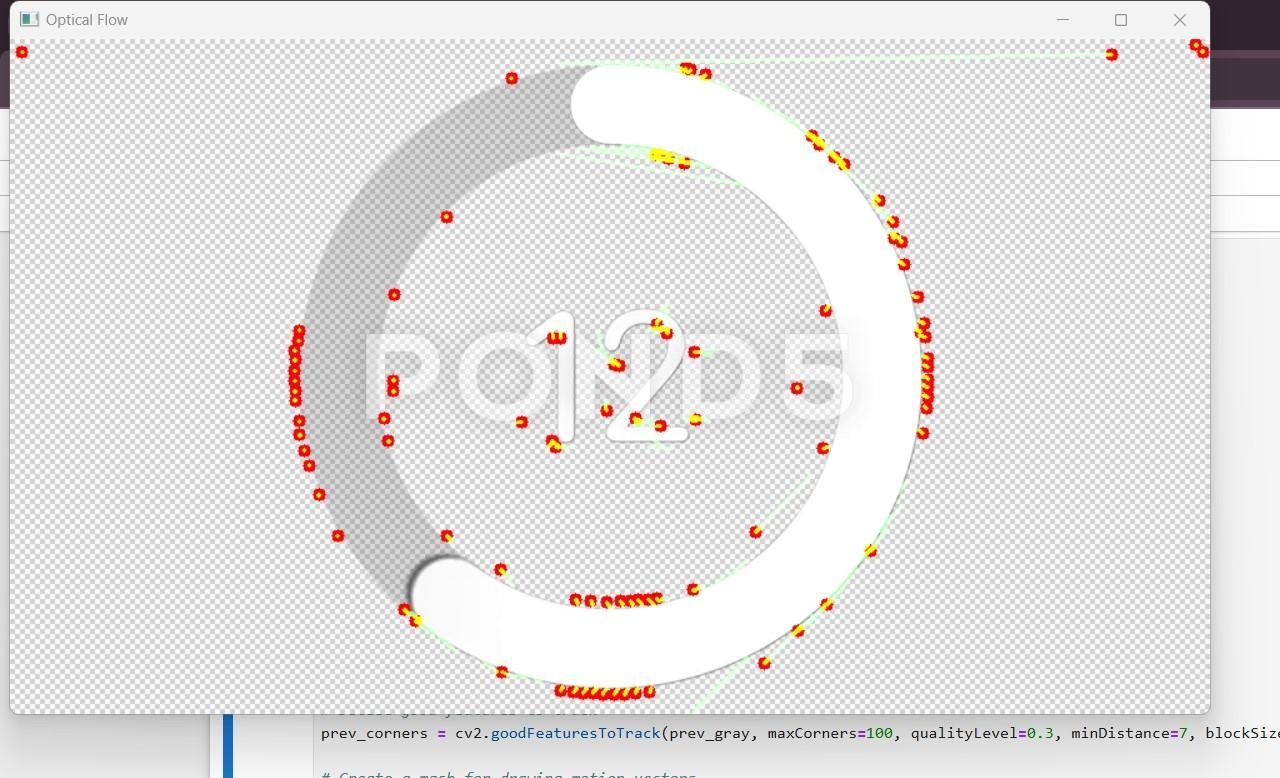 Optical Flow
POND5
12
prev_corners = cv2.goodFeaturesToTrack(prev_gray, maxCorners=100, qualityLevel=0.3, minDistance=7, blockSize
# Create a mask for drawing motion vectors